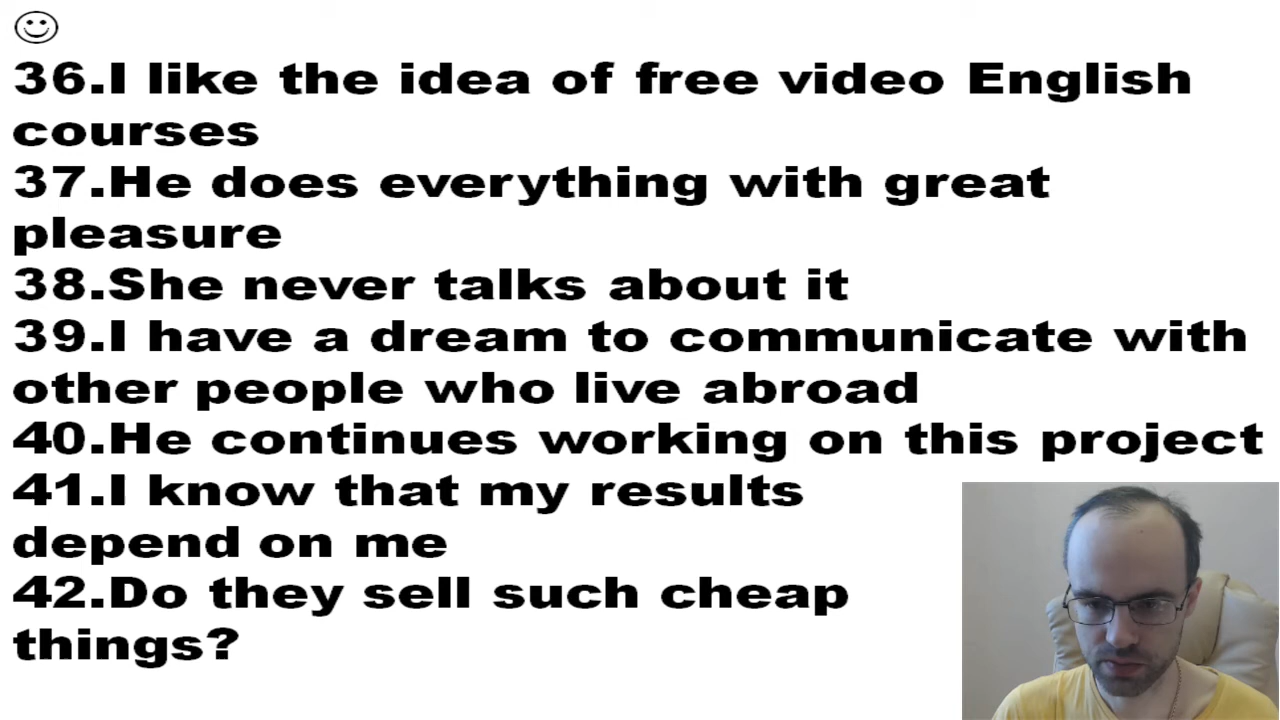 36.I like the idea of free video English
courses
37.He does everything with great
pleasure
38.She never talks about it
39.I have a dream to communicate with
other people who live abroad
40.He continues working on this project
41.I know that my results
depend on me
42.Do they sell such cheap
things?